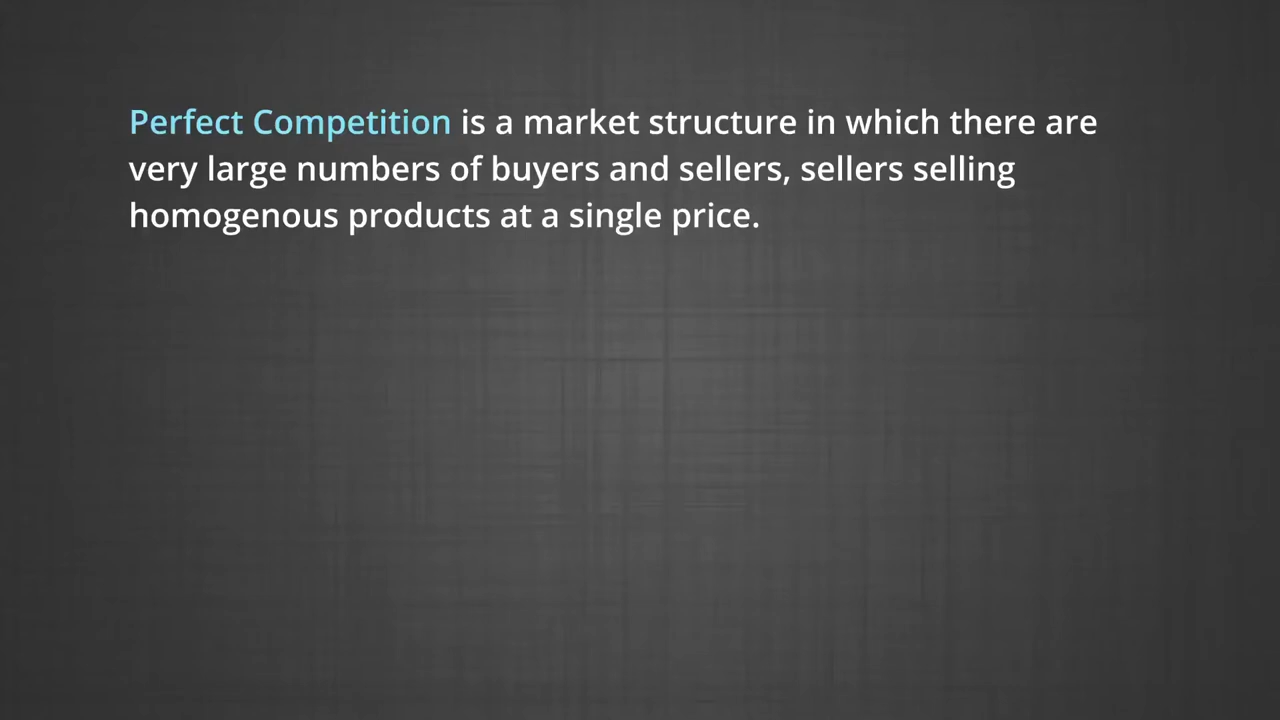 Perfect Competition is a market structure in which there are
very large numbers of buyers and sellers, sellers selling
homogenous products at a single price.